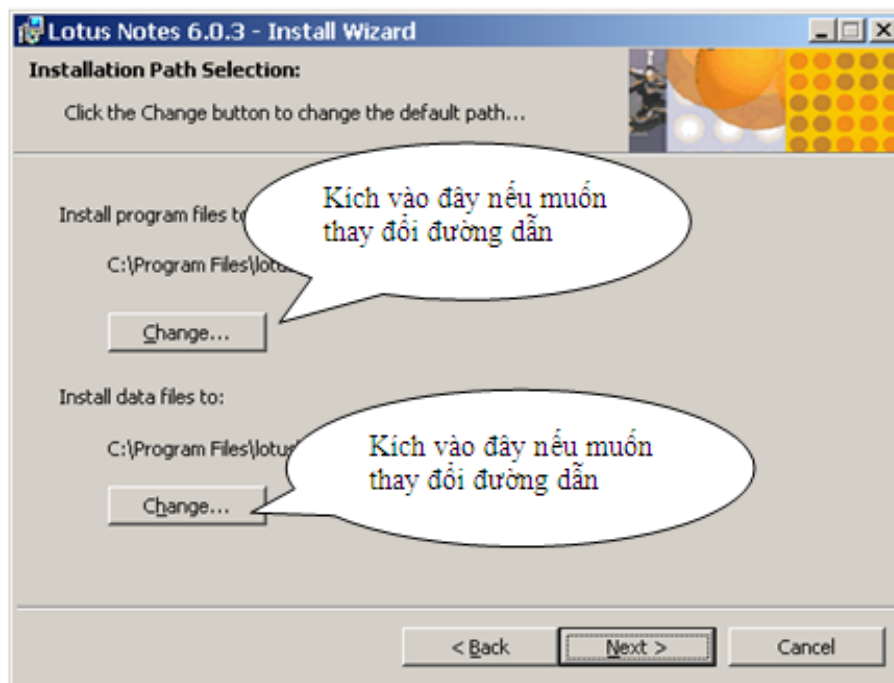 Lotus Notes 6.0.3 - Install Wizard
Installation Path Selection:
Click the Change button to change the default path...
Kích vào đây nếu muốn
thay đổi đường dẫn
Install program files to
C:\Program Files\lotus
Change...
Install data files to:
Kích vào đây nếu muốn
thay đổi đường dẫn
C:\Program Files\lotus
Change...
< Back
Next >
Cancel